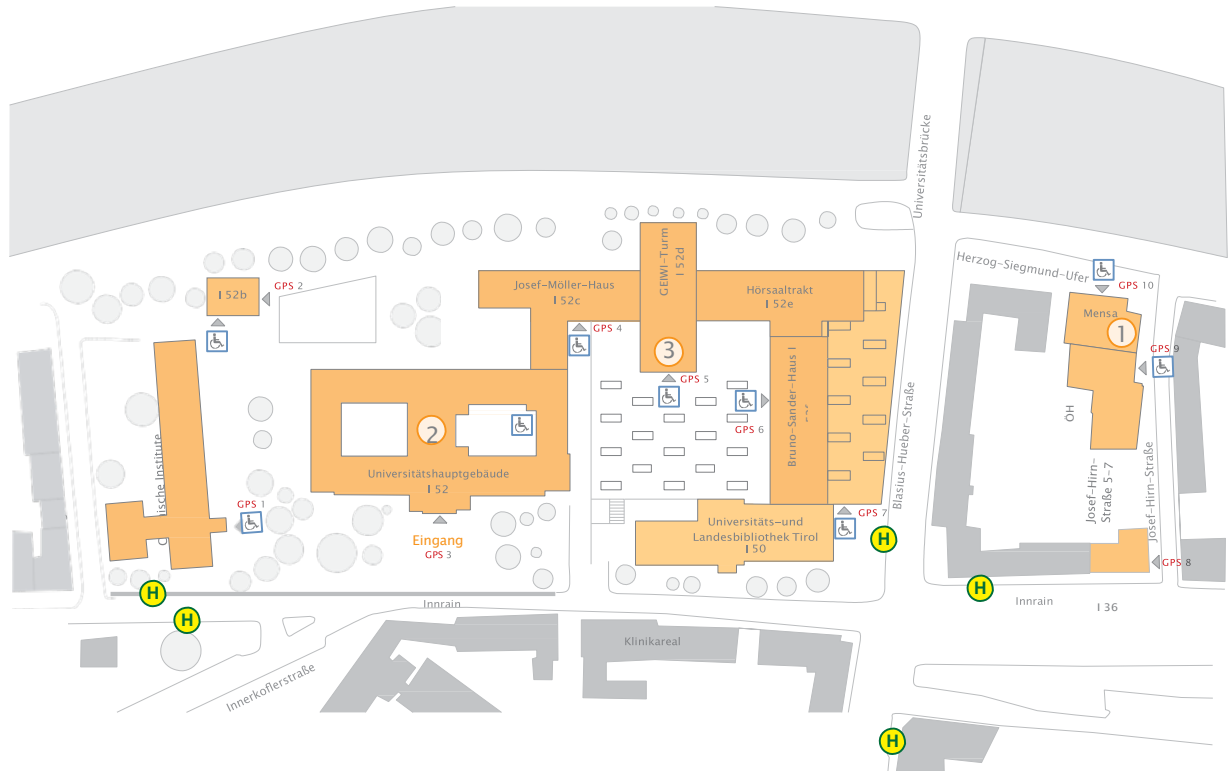 Universitätsbrücke
GEIWI-Turm
I 52d
Herzog-Siegmund-Ufer
GPS 10
I 52b
GPS 2
Josef-Möller-Haus
I 52c
Hörsaaltrakt
I 52e
Mensa
1
GPS 4
GPS 9
3
GPS 5
GPS 6
Bruno-Sander-Haus I
Blasius-Hueber-Straße
ÖH
2
Universitätshauptgebäude
I 52
Josef-Hirn-
Straße 5-7
Josef-Hirn-Straße
GPS 1
Eingang
GPS 3
Universitäts-und
Landesbibliothek Tirol
I 50
GPS 7
H
GPS 8
H
H
H
Innrain
Innrain
I 36
Klinikareal
Innerkoflerstraße
H